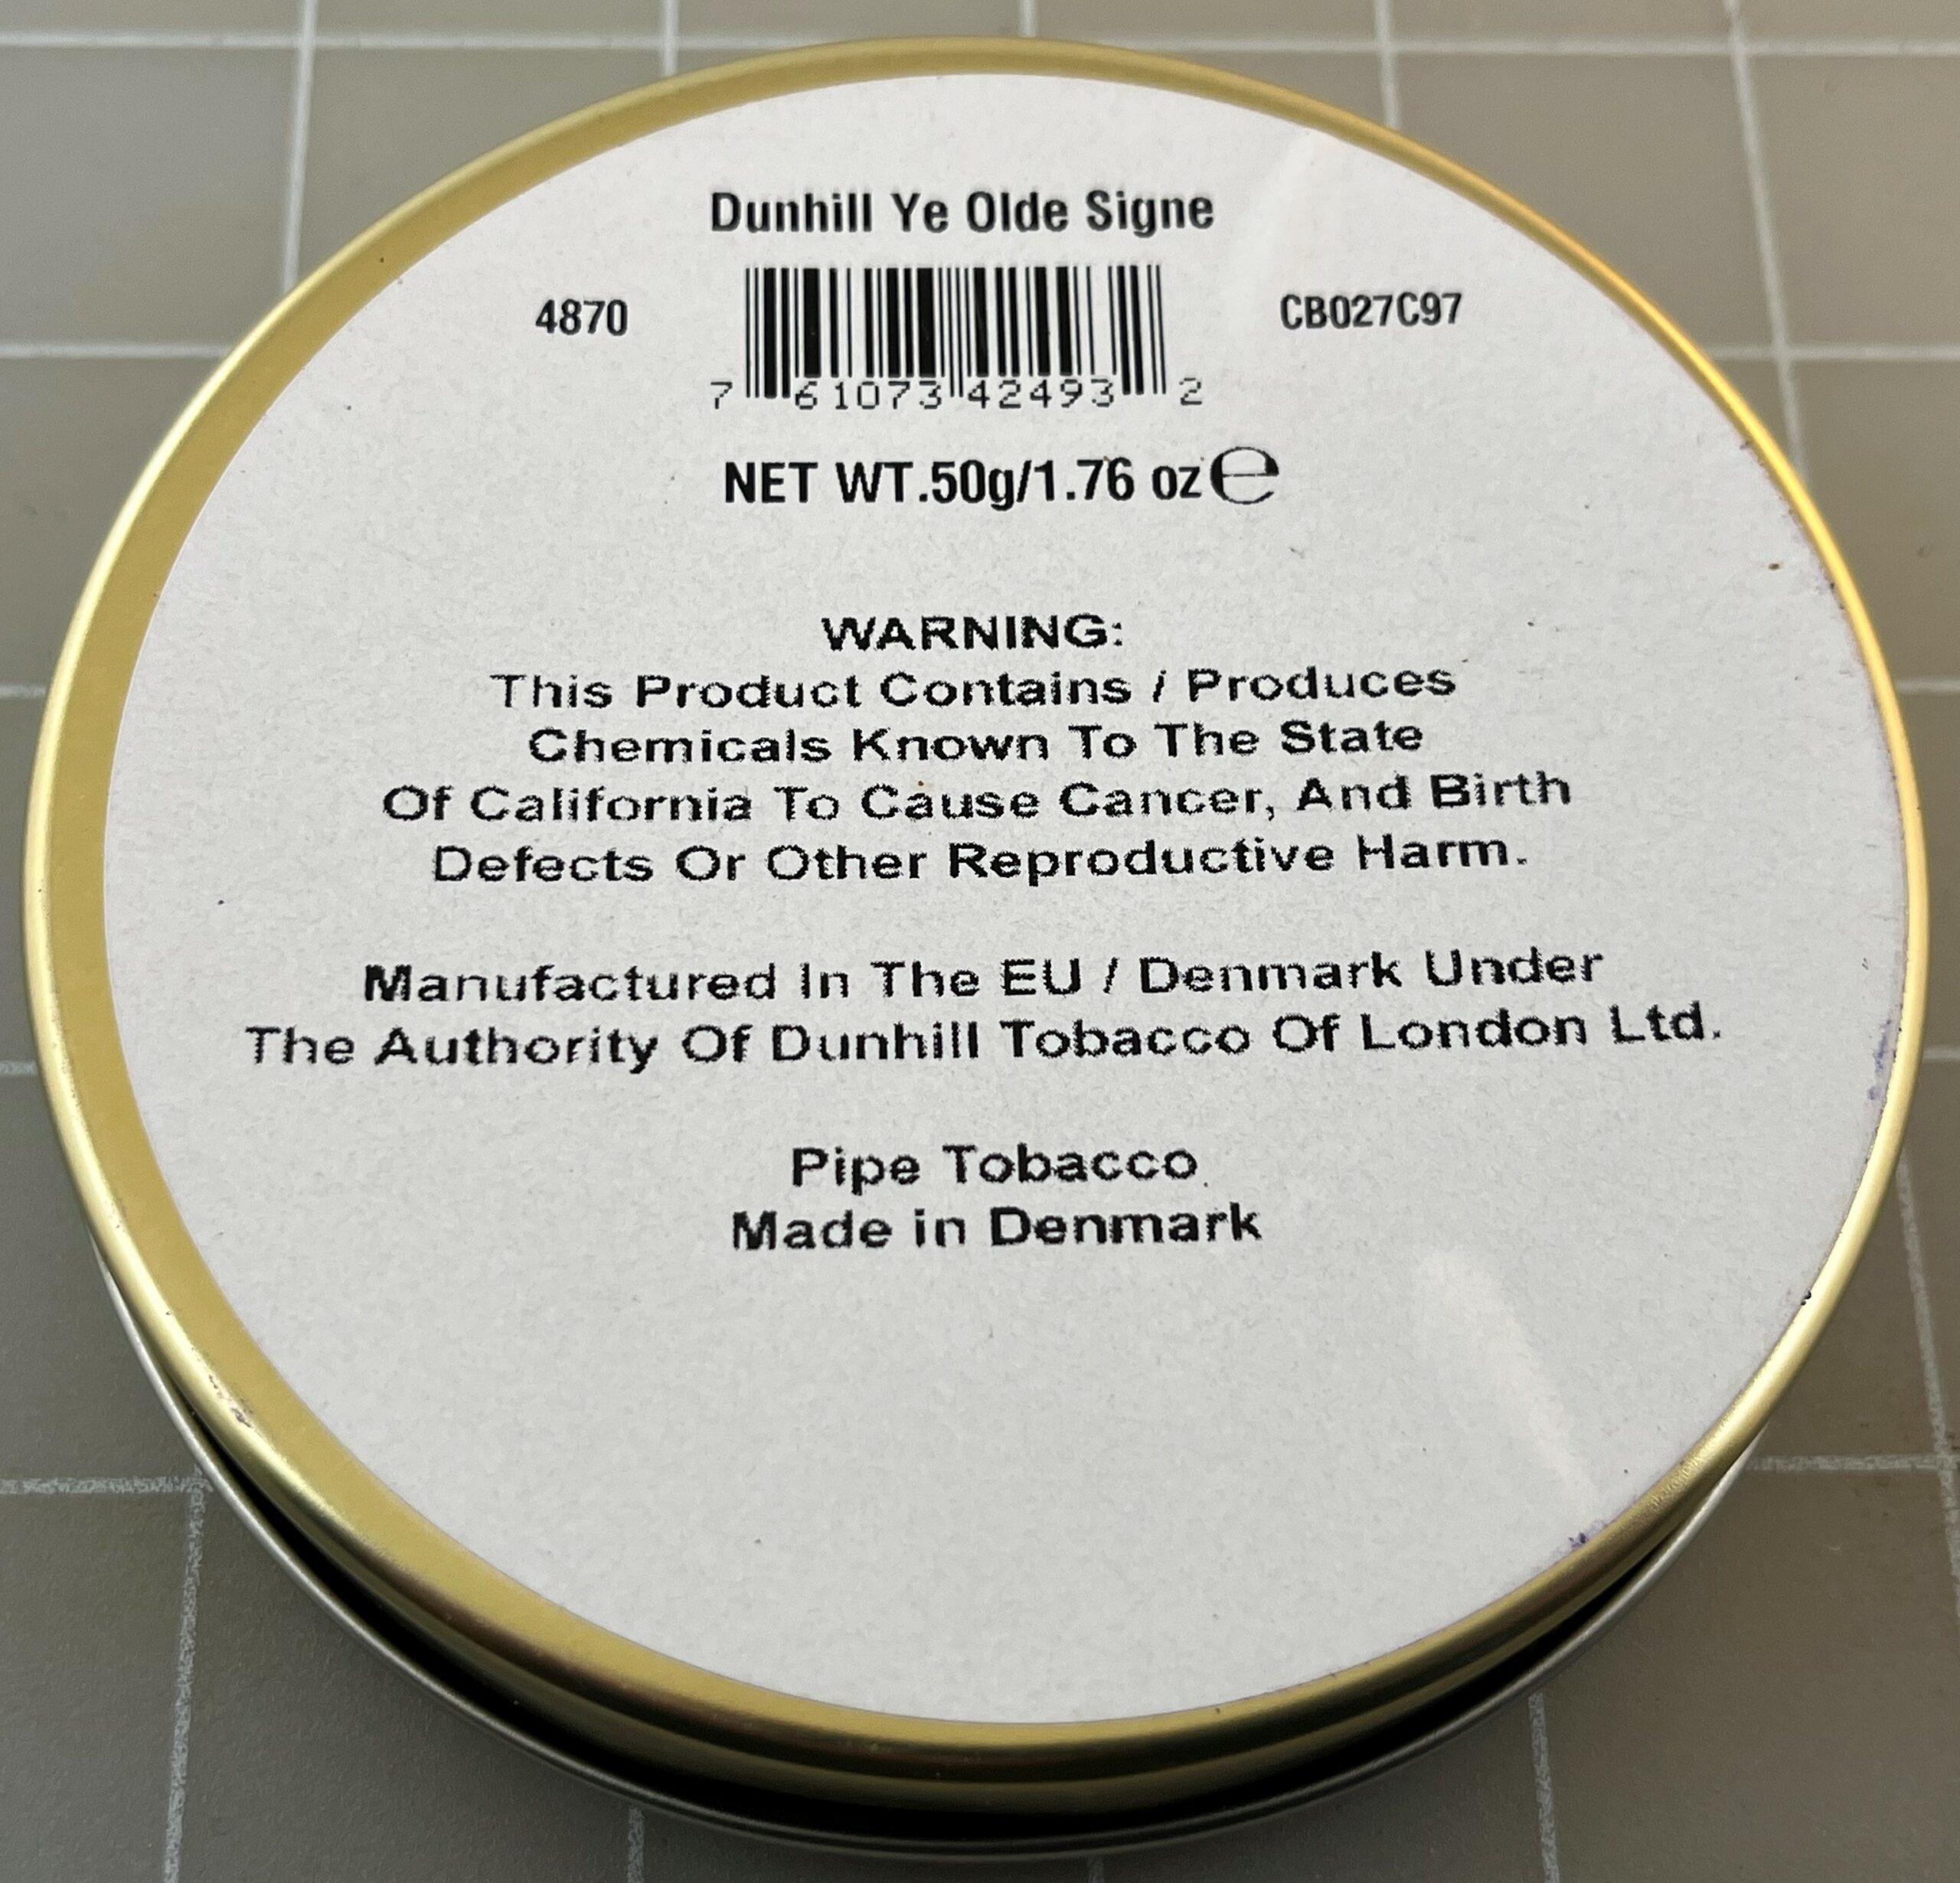 Dunhill Ye Olde Signe
4870
CB027C97
7 61073 42493 2
NET WT.50g/1.76 oz ℮
WARNING:
This Product Contains / Produces
Chemicals Known To The State
Of California To Cause Cancer, And Birth
Defects Or Other Reproductive Harm.
Manufactured In The EU / Denmark Under
The Authority Of Dunhill Tobacco Of London Ltd.
Pipe Tobacco
Made in Denmark